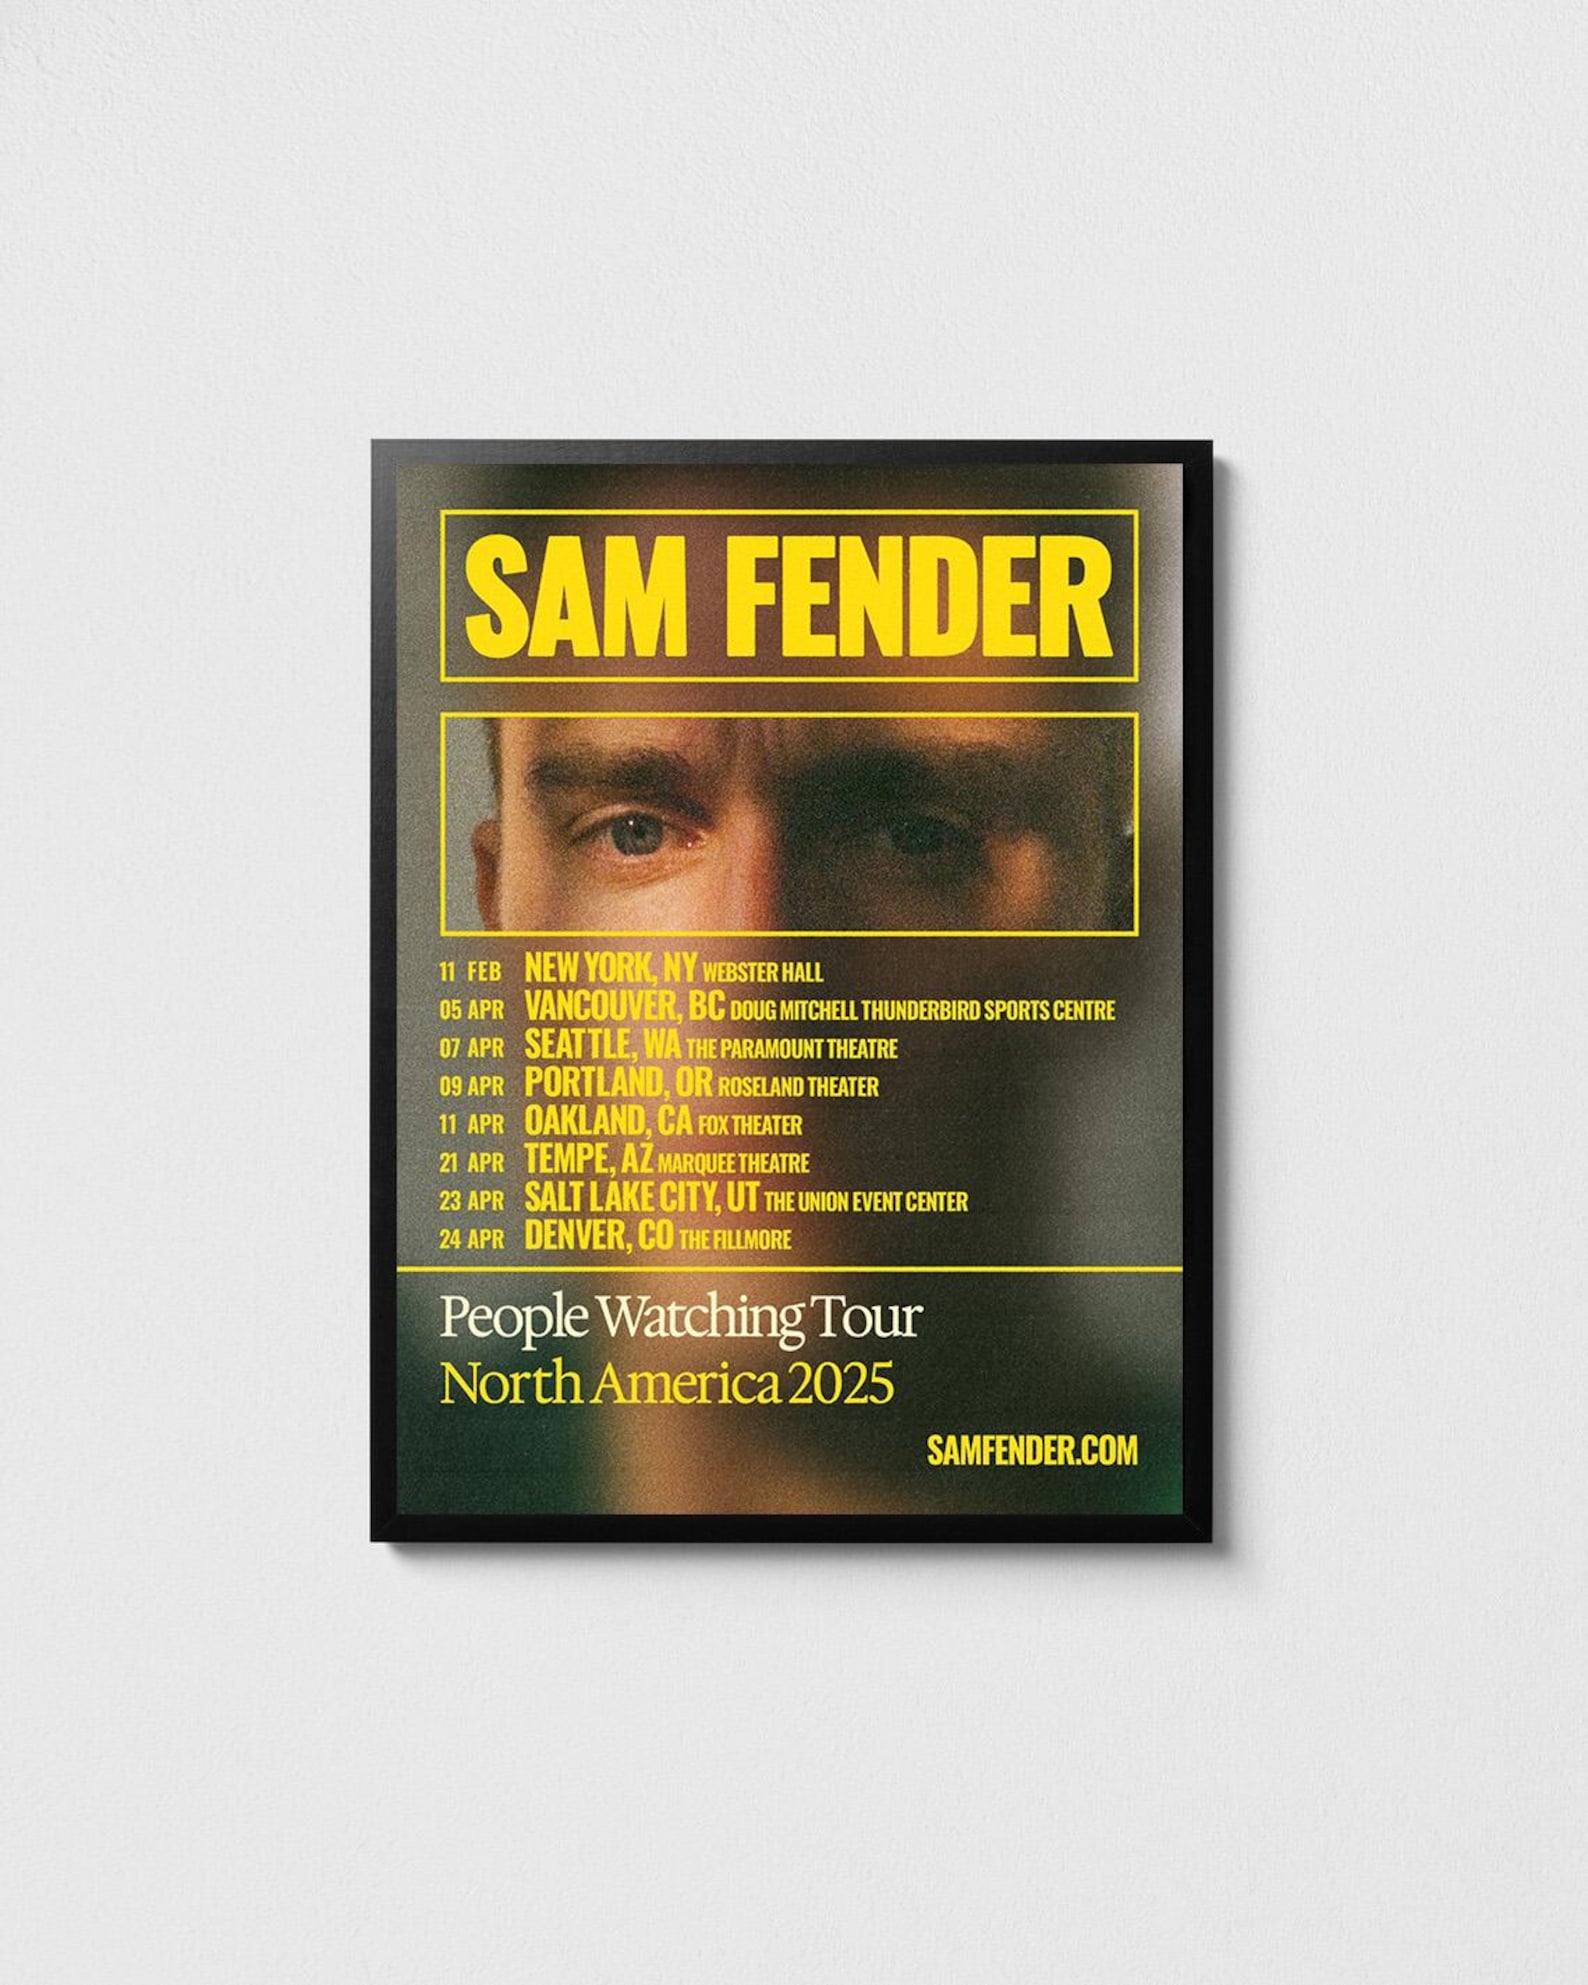 SAM FENDER
11 FEB NEW YORK, NY WEBSTER HALL
05 APR VANCOUVER, BC DOUG MITCHELL THUNDERBIRD SPORTS CENTRE
07 APR SEATTLE, WA THE PARAMOUNT THEATRE
09 APR PORTLAND, OR ROSELAND THEATER
11 APR OAKLAND, CA FOX THEATER
21 APR TEMPE, AZ MARQUEE THEATRE
23 APR SALT LAKE CITY, UT THE UNION EVENT CENTER
24 APR DENVER, CO THE FILLMORE
People Watching Tour
North America 2025
SAMFENDER.COM